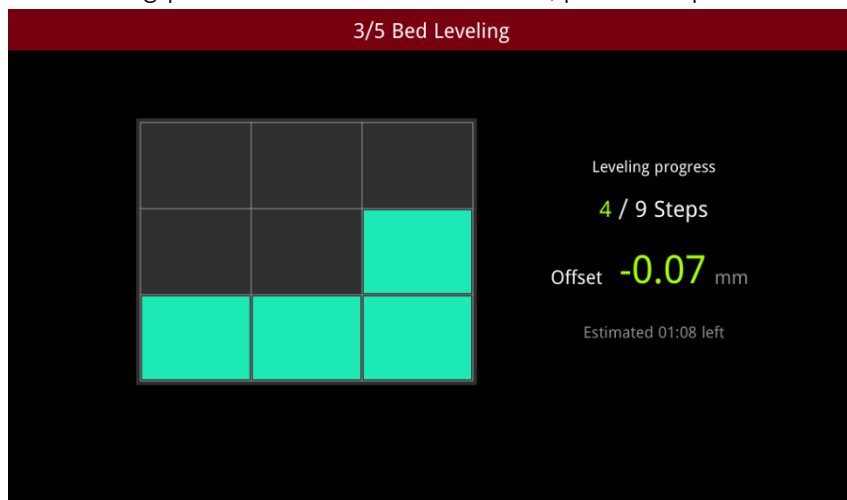 3/5 Bed Leveling
Leveling progress
4 / 9 Steps
Offset -0.07 mm
Estimated 01:08 left